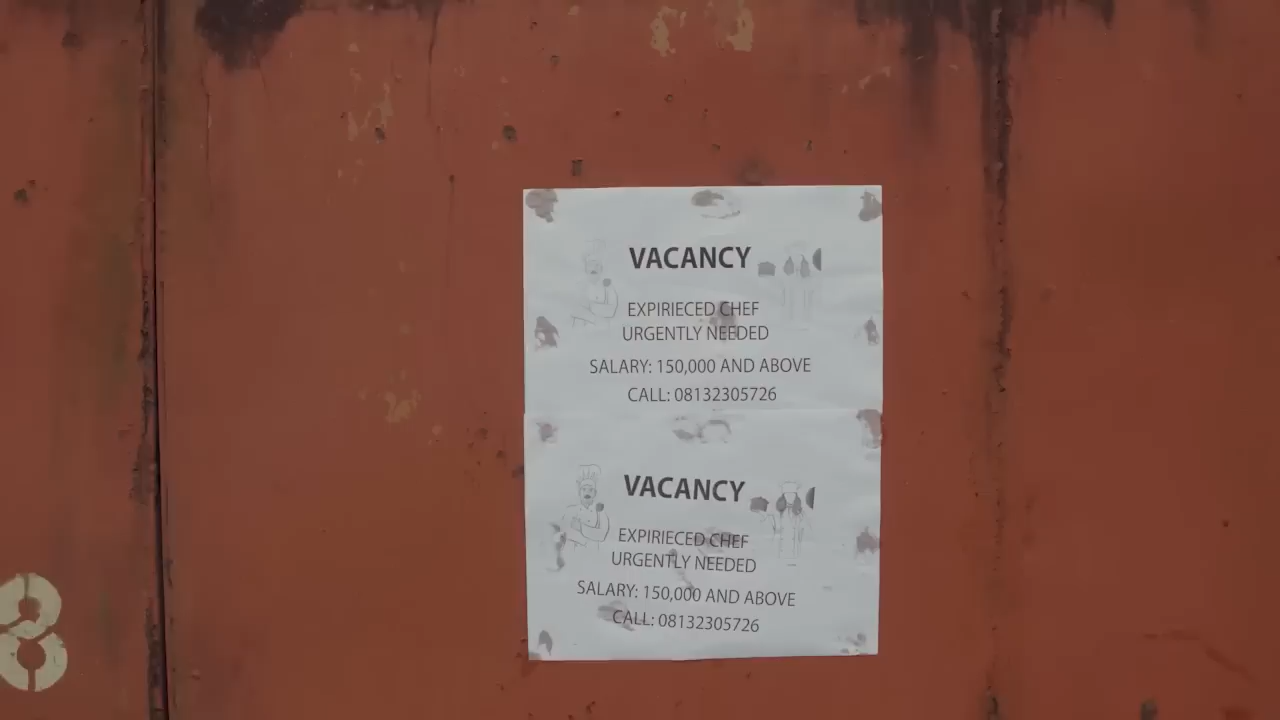 VACANCY
EXPIRIECED CHEF
URGENTLY NEEDED
SALARY: 150,000 AND ABOVE
CALL: 08132305726
VACANCY
EXPIRIECED CHEF
URGENTLY NEEDED
SALARY: 150,000 AND ABOVE
CALL: 08132305726
8